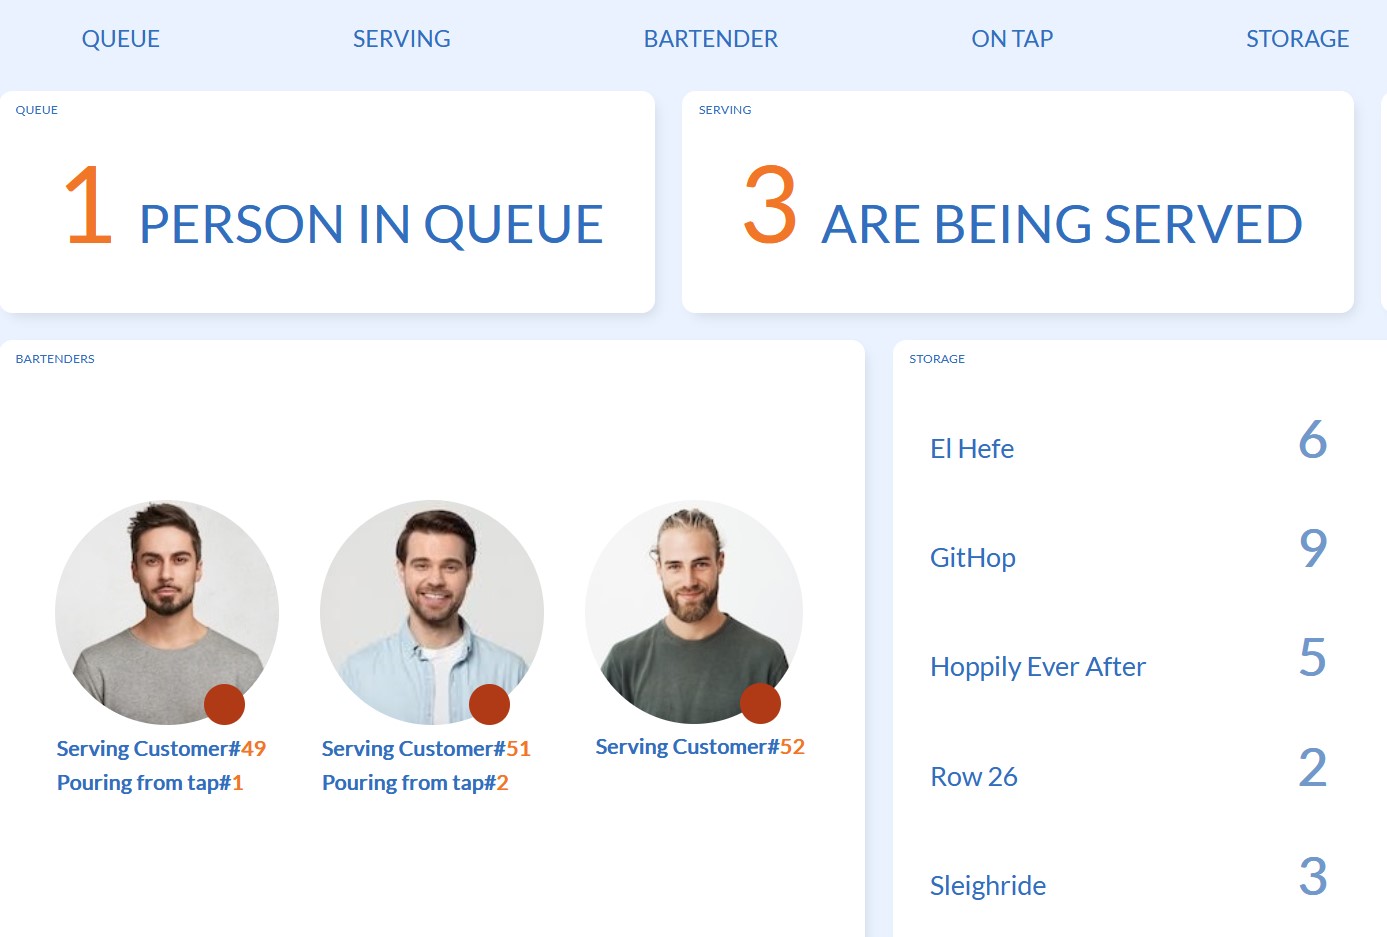 QUEUE SERVING BARTENDER ON TAP STORAGE
QUEUE
1 PERSON IN QUEUE
SERVING
3 ARE BEING SERVED
BARTENDERS
Serving Customer#49
Pouring from tap#1
Serving Customer#51
Pouring from tap#2
Serving Customer#52
STORAGE
El Hefe 6
GitHop 9
Hoppily Ever After 5
Row 26 2
Sleighride 3